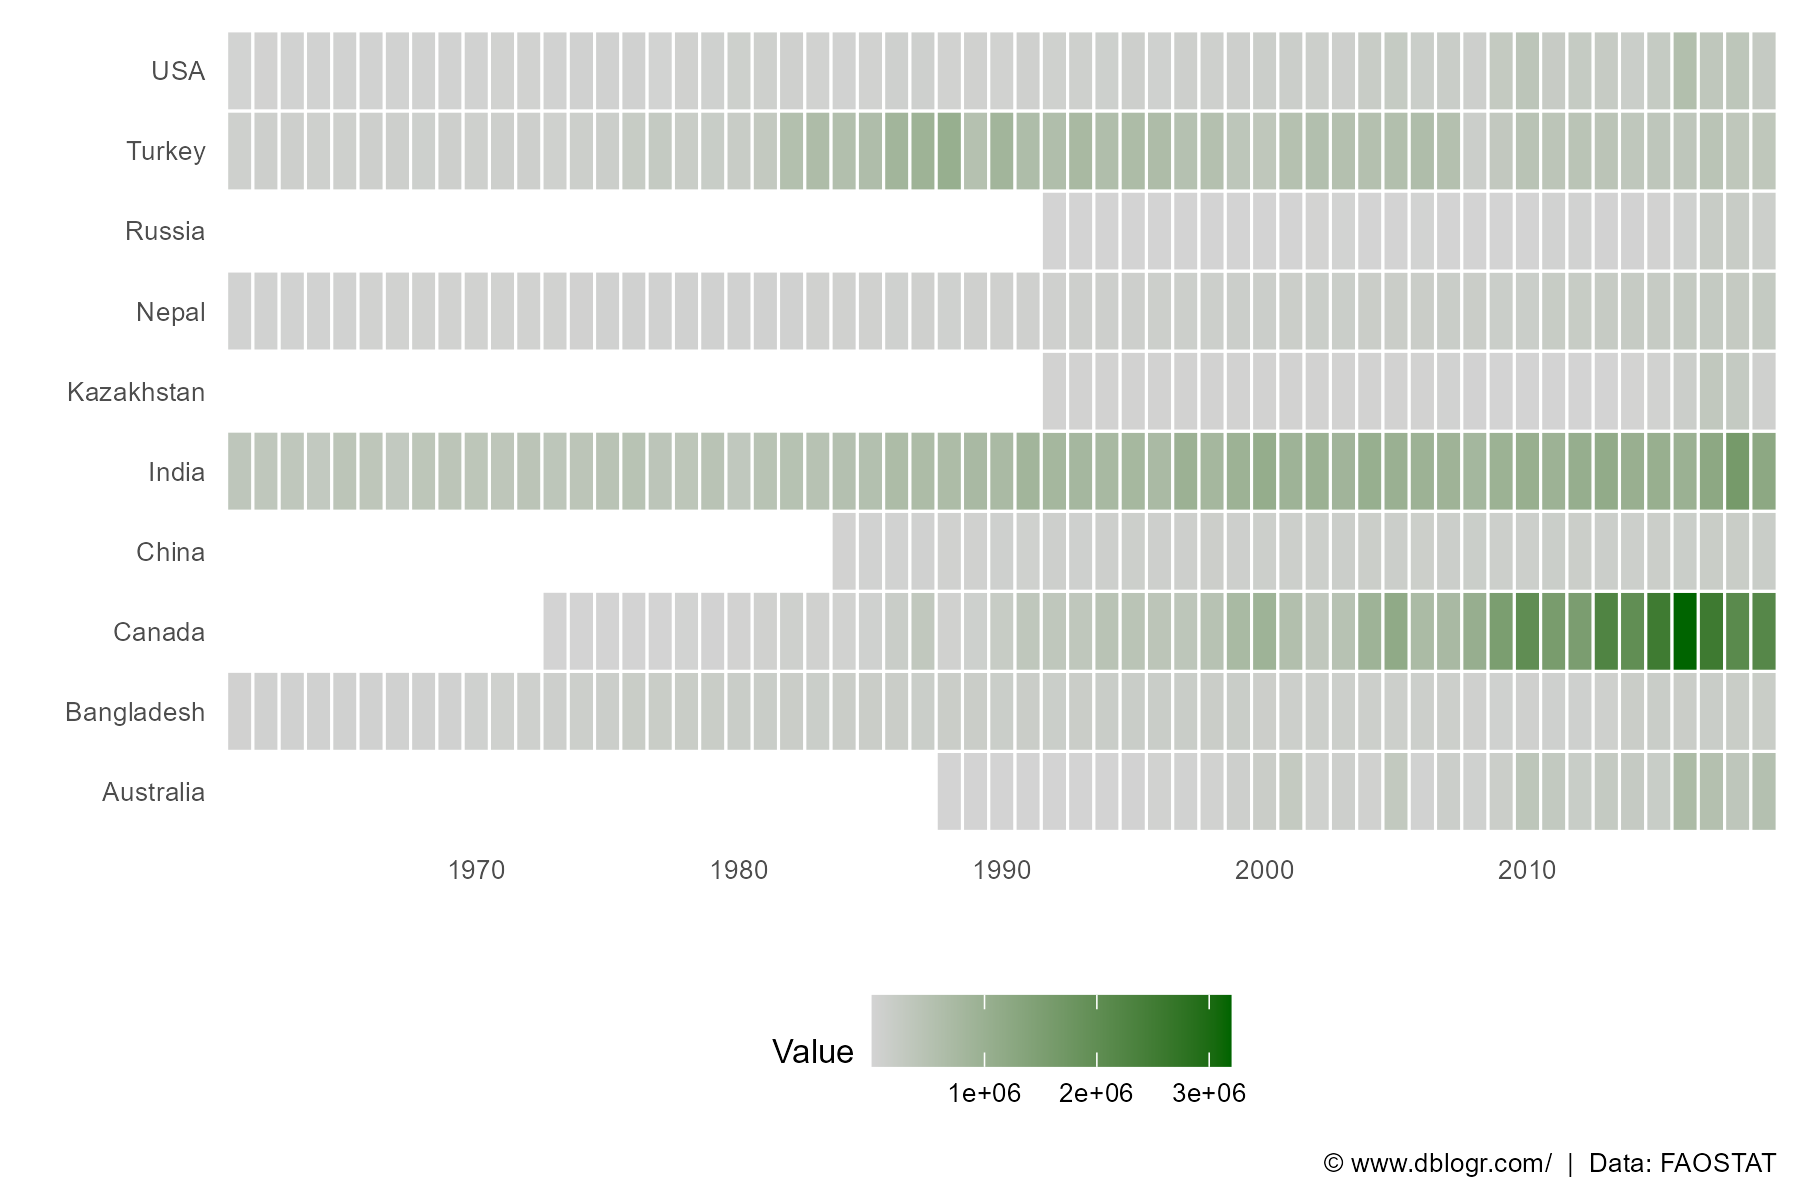 USA
Turkey
Russia
Nepal
Kazakhstan
India
China
Canada
Bangladesh
Australia
1970 1980 1990 2000 2010
Value
1e+06 2e+06 3e+06
© www.dblogr.com/ | Data: FAOSTAT